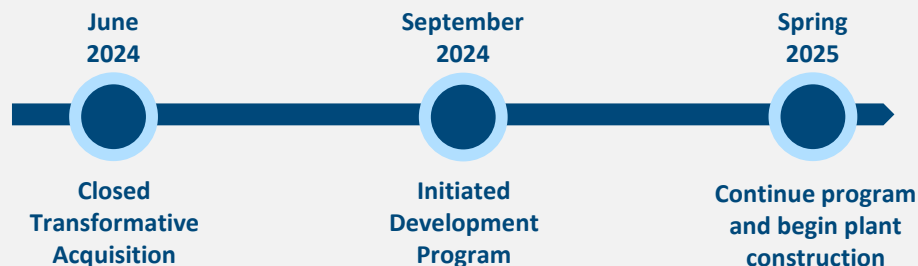 June
2024
Closed
Transformative
Acquisition
September
2024
Initiated
Development
Program
Spring
2025
Continue program
and begin plant
construction